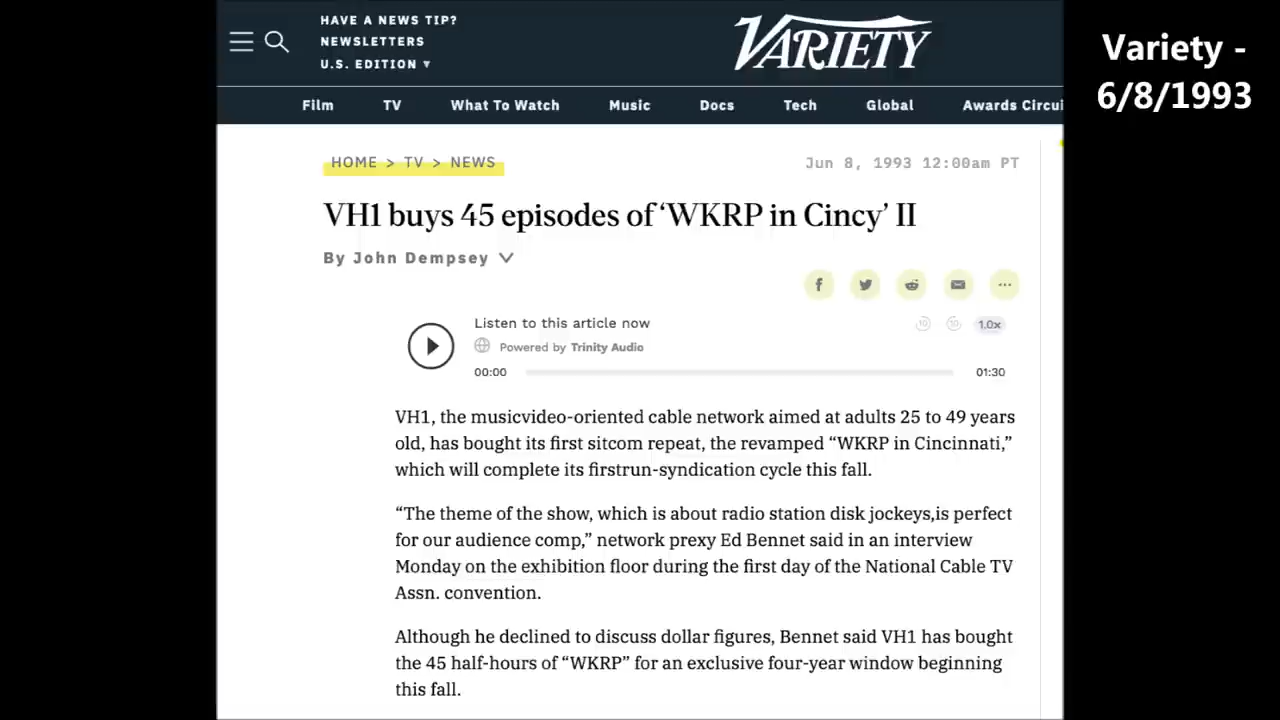 HAVE A NEWS TIP?
NEWSLETTERS
U.S. EDITION
VARIETY
Variety -
6/8/1993
Film TV What To Watch Music Docs Tech Global Awards Circui
HOME > TV > NEWS
Jun 8, 1993 12:00am PT
VH1 buys 45 episodes of ‘WKRP in Cincy’ II
By John Dempsey
Listen to this article now
10 10 1.0x
Powered by Trinity Audio
00:00 01:30
VH1, the musicvideo-oriented cable network aimed at adults 25 to 49 years
old, has bought its first sitcom repeat, the revamped “WKRP in Cincinnati,”
which will complete its firstrun-syndication cycle this fall.
“The theme of the show, which is about radio station disk jockeys,is perfect
for our audience comp,” network prexy Ed Bennet said in an interview
Monday on the exhibition floor during the first day of the National Cable TV
Assn. convention.
Although he declined to discuss dollar figures, Bennet said VH1 has bought
the 45 half-hours of “WKRP” for an exclusive four-year window beginning
this fall.